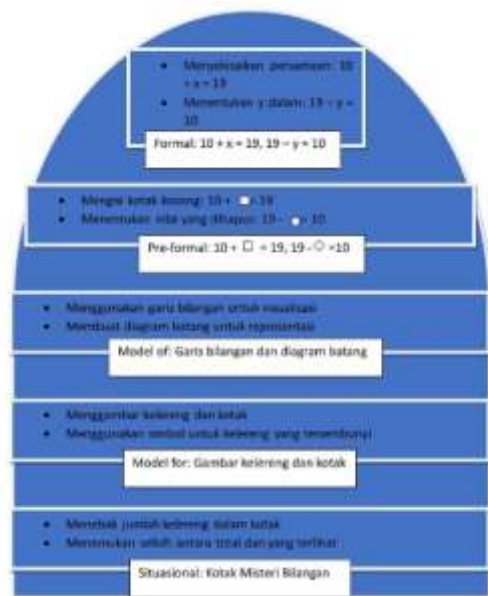 • Menyelesaikan persamaan: 10
+ x = 19
• Menentukan y dalam: 19 – y =
10
Formal: 10 + x = 19, 19 – y = 10
• Mengisi kotak kosong: 10 + □ = 19
• Menentukan nilai yang dihapus: 19 - ○ = 10
Pre-formal: 10 + □ = 19, 19 - ○ =10
• Menggunakan garis bilangan untuk visualisasi
• Membuat diagram batang untuk representasi
Model of: Garis bilangan dan diagram batang
• Menggambar kelereng dan kotak
• Menggunakan simbol untuk kelereng yang tersembunyi
Model for: Gambar kelereng dan kotak
• Menebak jumlah kelereng dalam kotak
• Menemukan selisih antara total dan yang terlihat
Situasional: Kotak Misteri Bilangan